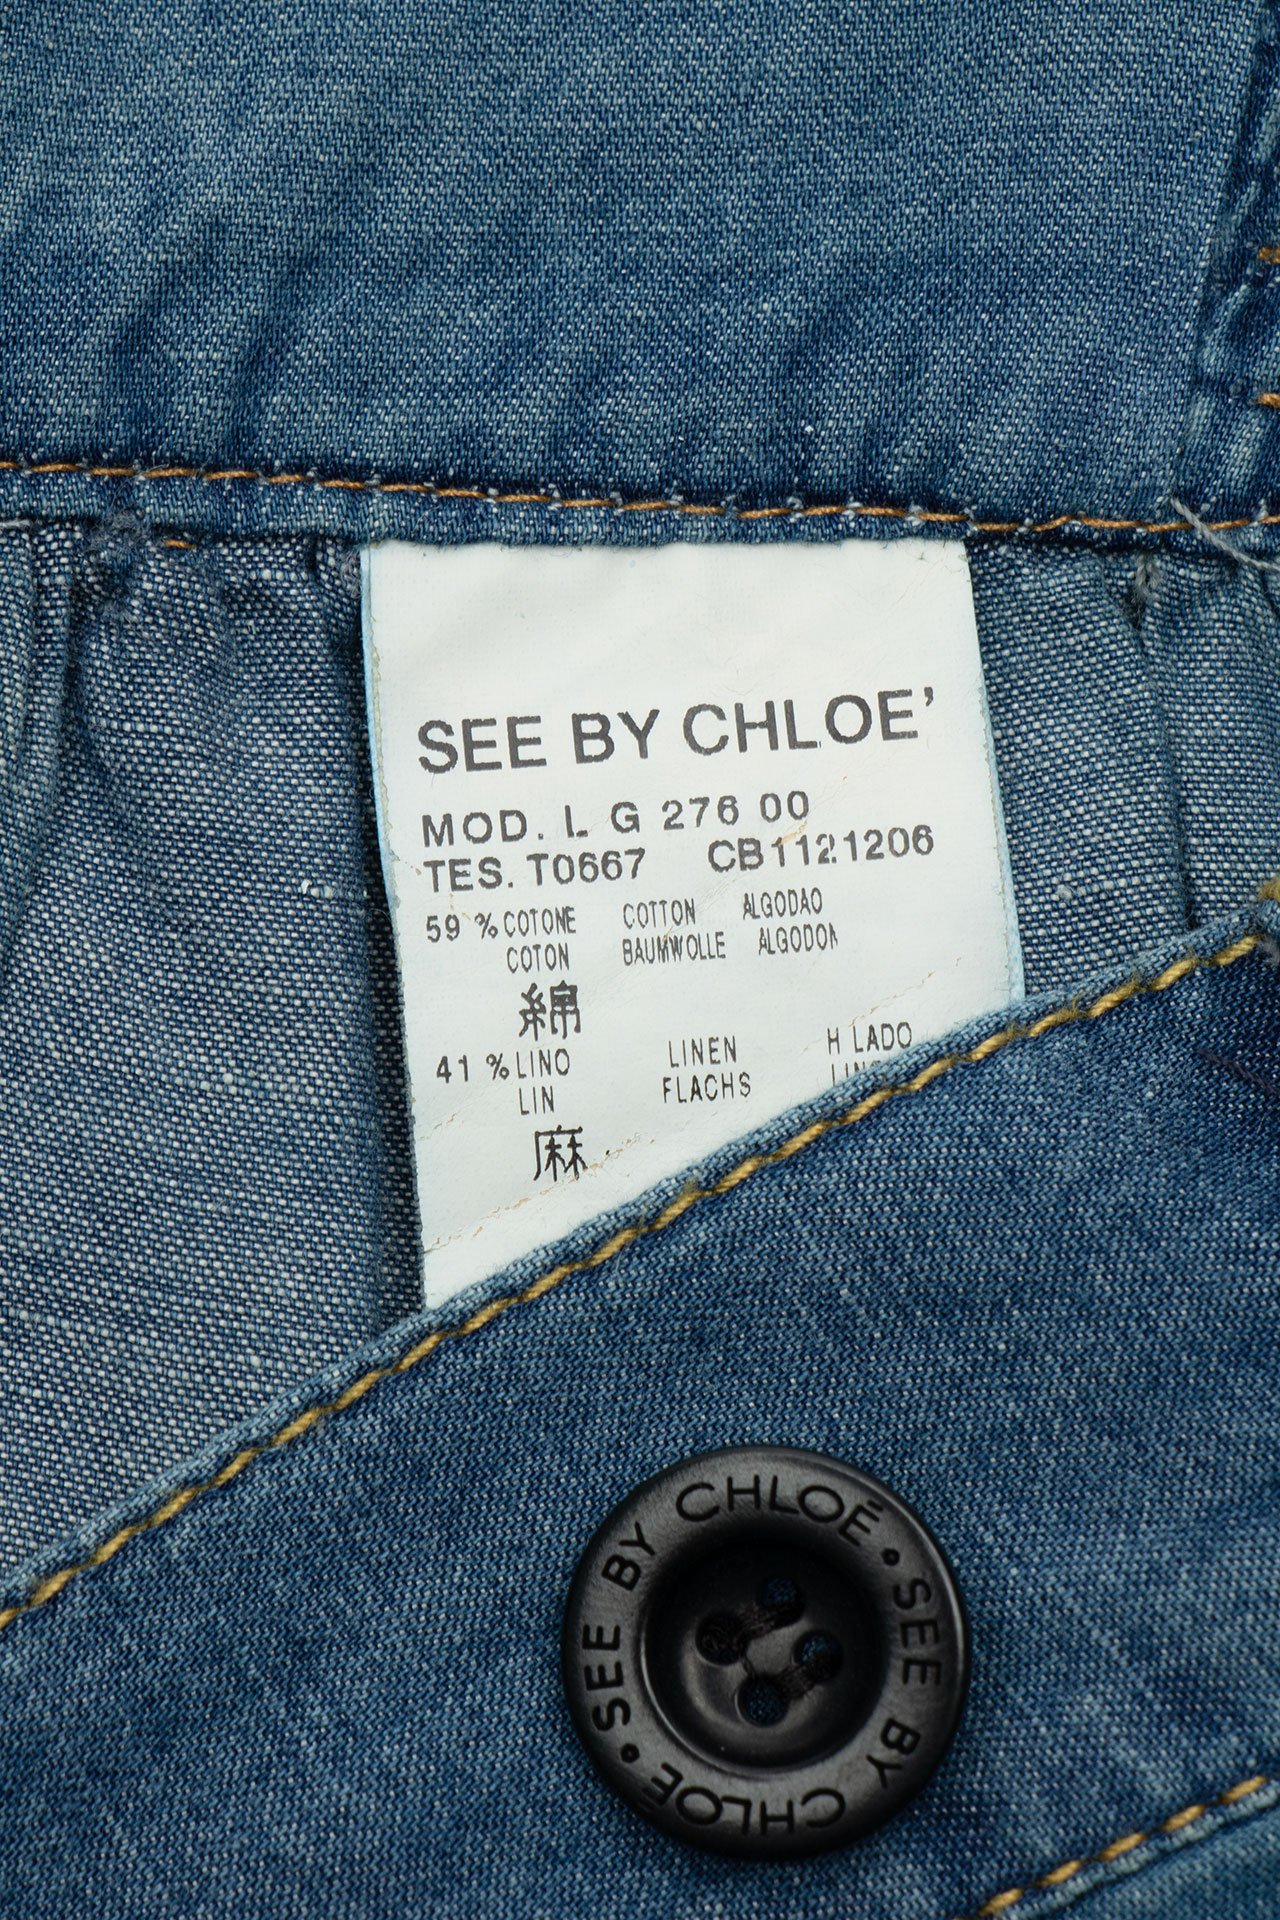 SEE BY CHLOE'
MOD. L G 276 00
TES. T0667 CB1121206
59 % COTONE COTTON ALGODAO
COTON BAUMWOLLE ALGODON
綿
41 % LINO LINEN H LADO
LIN FLACHS
麻
SEE BY CHLOÉ • SEE BY CHLOÉ •